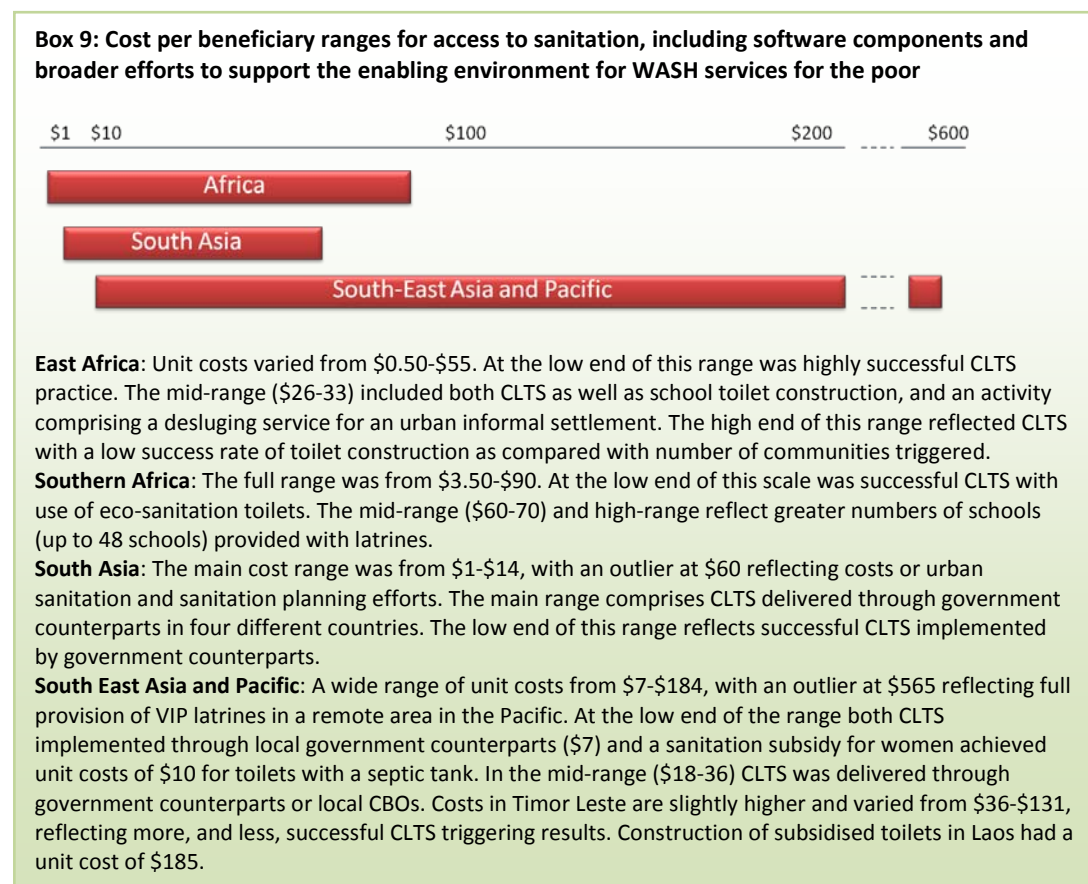 Box 9: Cost per beneficiary ranges for access to sanitation, including software components and
broader efforts to support the enabling environment for WASH services for the poor
$1 $10 $100 $200 $600
Africa
South Asia
South-East Asia and Pacific
East Africa: Unit costs varied from $0.50-$55. At the low end of this range was highly successful CLTS
practice. The mid-range ($26-33) included both CLTS as well as school toilet construction, and an activity
comprising a desluging service for an urban informal settlement. The high end of this range reflected CLTS
with a low success rate of toilet construction as compared with number of communities triggered.
Southern Africa: The full range was from $3.50-$90. At the low end of this scale was successful CLTS with
use of eco-sanitation toilets. The mid-range ($60-70) and high-range reflect greater numbers of schools
(up to 48 schools) provided with latrines.
South Asia: The main cost range was from $1-$14, with an outlier at $60 reflecting costs or urban
sanitation and sanitation planning efforts. The main range comprises CLTS delivered through government
counterparts in four different countries. The low end of this range reflects successful CLTS implemented
by government counterparts.
South East Asia and Pacific: A wide range of unit costs from $7-$184, with an outlier at $565 reflecting full
provision of VIP latrines in a remote area in the Pacific. At the low end of the range both CLTS
implemented through local government counterparts ($7) and a sanitation subsidy for women achieved
unit costs of $10 for toilets with a septic tank. In the mid-range ($18-36) CLTS was delivered through
government counterparts or local CBOs. Costs in Timor Leste are slightly higher and varied from $36-$131,
reflecting more, and less, successful CLTS triggering results. Construction of subsidised toilets in Laos had a
unit cost of $185.